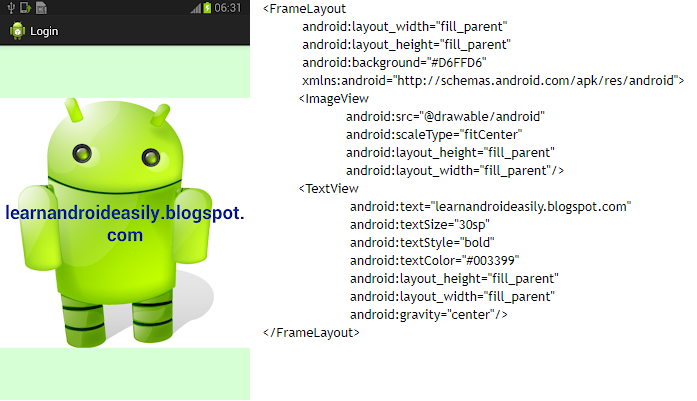 06:31
Login
learnandroideasily.blogspot.
com
<FrameLayout
android:layout_width="fill_parent"
android:layout_height="fill_parent"
android:background="#D6FFD6"
xmlns:android="http://schemas.android.com/apk/res/android">
<ImageView
android:src="@drawable/android"
android:scaleType="fitCenter"
android:layout_height="fill_parent"
android:layout_width="fill_parent"/>
<TextView
android:text="learnandroideasily.blogspot.com"
android:textSize="30sp"
android:textStyle="bold"
android:textColor="#003399"
android:layout_height="fill_parent"
android:layout_width="fill_parent"
android:gravity="center"/>
</FrameLayout>